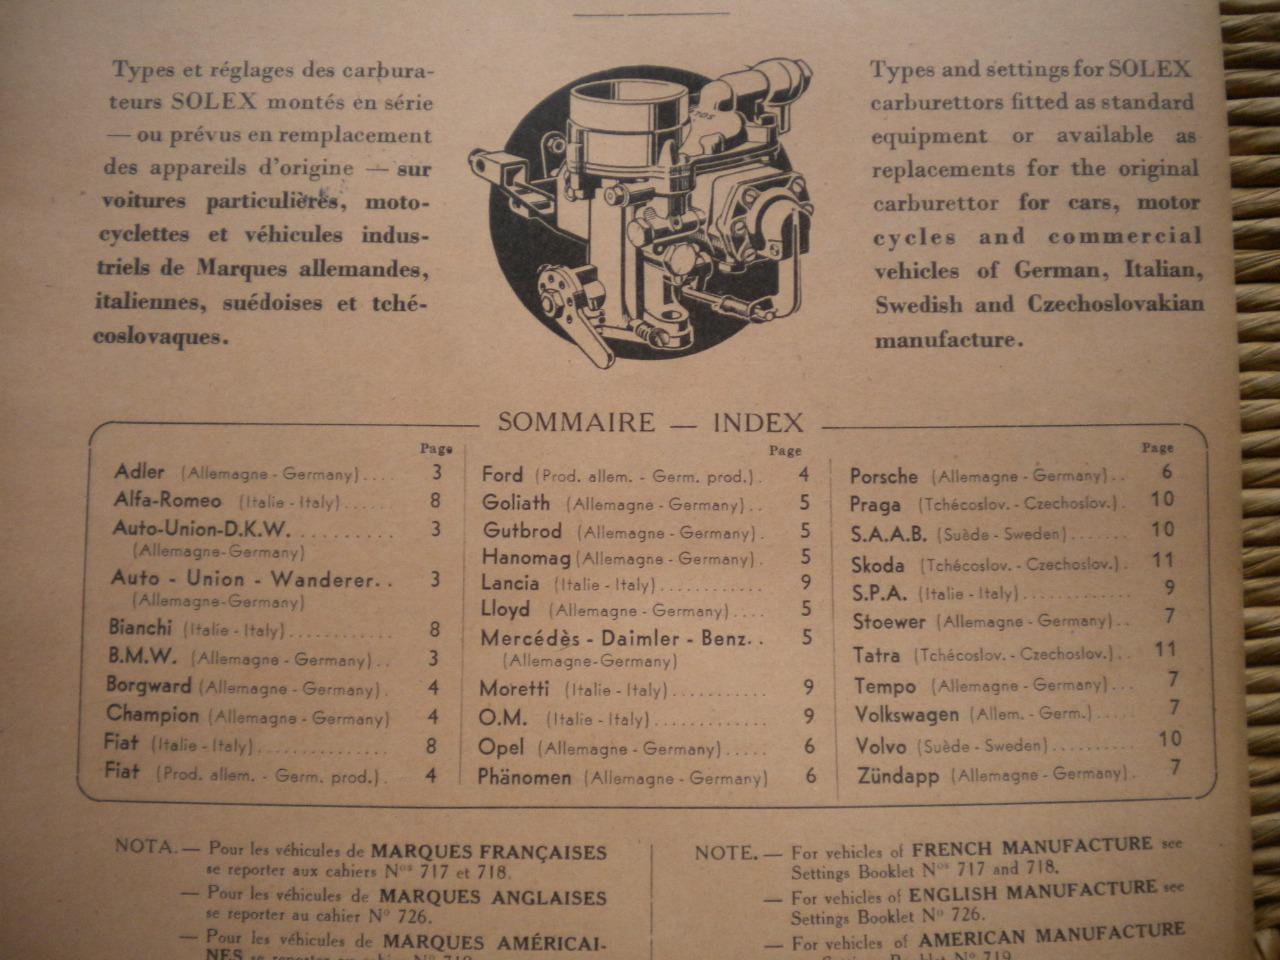 Types et réglages des carbura-
teurs SOLEX montés en série
— ou prévus en remplacement
des appareils d'origine — sur
voitures particulières, moto-
cyclettes et véhicules indus-
triels de Marques allemandes,
italiennes, suédoises et tché-
coslovaques.
Types and settings for SOLEX
carburettors fitted as standard
equipment or available as
replacements for the original
carburettor for cars, motor
cycles and commercial
vehicles of German, Italian,
Swedish and Czechoslovakian
manufacture.
SOMMAIRE — INDEX
Page
Adler (Allemagne - Germany).... 3
Alfa-Romeo (Italie - Italy)...... 8
Auto-Union-D.K.W. ......... 3
(Allemagne-Germany)
Auto - Union - Wanderer.. 3
(Allemagne-Germany)
Bianchi (Italie - Italy).......... 8
B.M.W. (Allemagne - Germany).. 3
Borgward (Allemagne - Germany). 4
Champion (Allemagne - Germany) 4
Fiat (Italie - Italy)............. 8
Fiat (Prod. allem. - Germ. prod.). 4
Page
Ford (Prod. allem. - Germ. prod.). 4
Goliath (Allemagne - Germany).. 5
Gutbrod (Allemagne - Germany). 5
Hanomag (Allemagne - Germany). 5
Lancia (Italie - Italy)........... 9
Lloyd (Allemagne - Germany).... 5
Mercédès - Daimler - Benz.. 5
(Allemagne-Germany)
Moretti (Italie - Italy).......... 9
O.M. (Italie - Italy)............ 9
Opel (Allemagne - Germany)..... 6
Phänomen (Allemagne - Germany) 6
Page
Porsche (Allemagne - Germany).. 6
Praga (Tchécoslov. - Czechoslov.). 10
S.A.A.B. (Suède - Sweden)....... 10
Skoda (Tchécoslov. - Czechoslov.). 11
S.P.A. (Italie - Italy)............ 9
Stoewer (Allemagne - Germany).. 7
Tatra (Tchécoslov. - Czechoslov.).. 11
Tempo (Allemagne - Germany)... 7
Volkswagen (Allem. - Germ.)..... 7
Volvo (Suède - Sweden).......... 10
Zündapp (Allemagne - Germany). 7
NOTA. — Pour les véhicules de MARQUES FRANÇAISES
se reporter aux cahiers Nos 717 et 718.
— Pour les véhicules de MARQUES ANGLAISES
se reporter au cahier No 726.
— Pour les véhicules de MARQUES AMÉRICAI-
NES se reporter au cahier No
NOTE. — For vehicles of FRENCH MANUFACTURE see
Settings Booklet Nos 717 and 718.
— For vehicles of ENGLISH MANUFACTURE see
Settings Booklet No 726.
— For vehicles of AMERICAN MANUFACTURE
Booklet No 719.